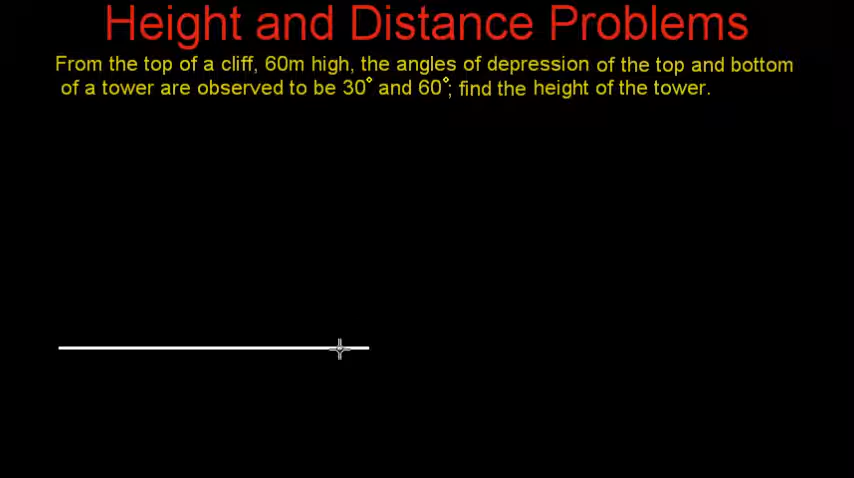 Height and Distance Problems
From the top of a cliff, 60m high, the angles of depression of the top and bottom
of a tower are observed to be 30° and 60°; find the height of the tower.